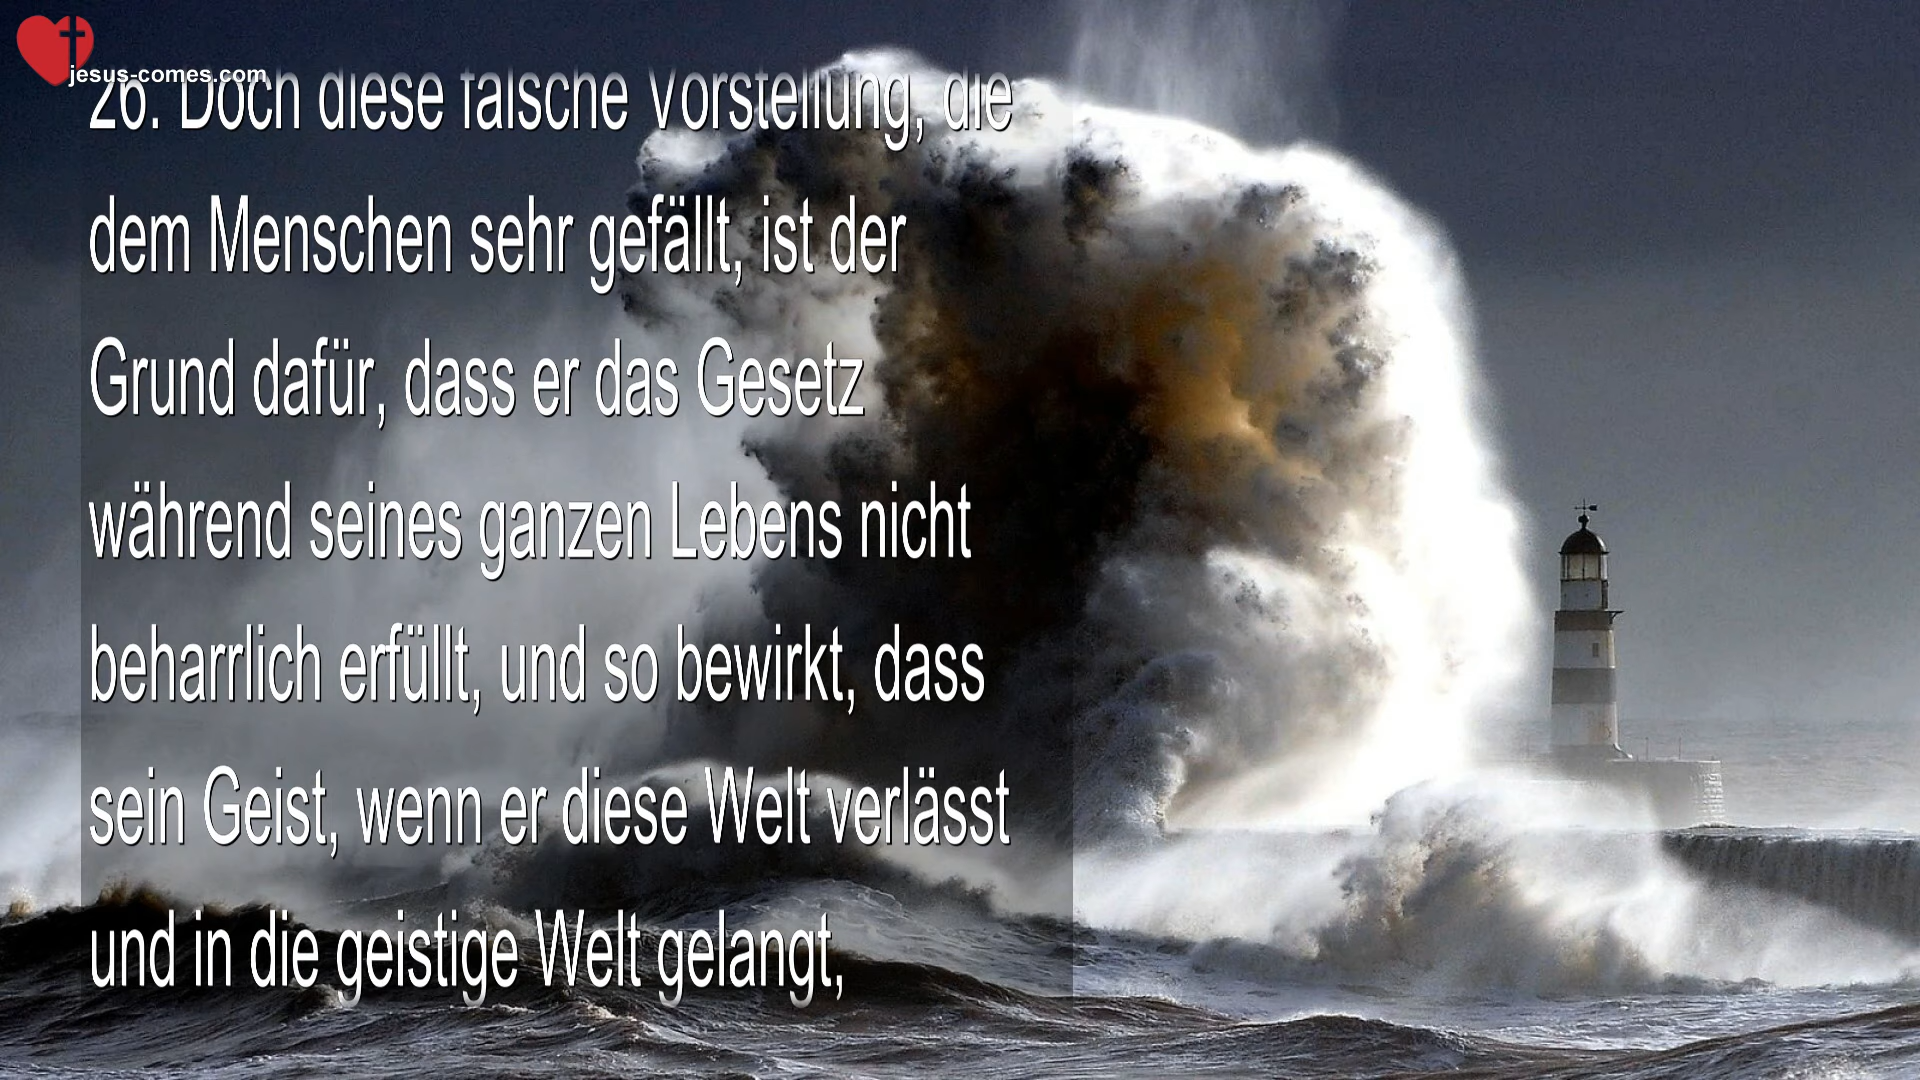 jesus-comes.com
26. Doch diese falsche Vorstellung, die
dem Menschen sehr gefällt, ist der
Grund dafür, dass er das Gesetz
während seines ganzen Lebens nicht
beharrlich erfüllt, und so bewirkt, dass
sein Geist, wenn er diese Welt verlässt
und in die geistige Welt gelangt,